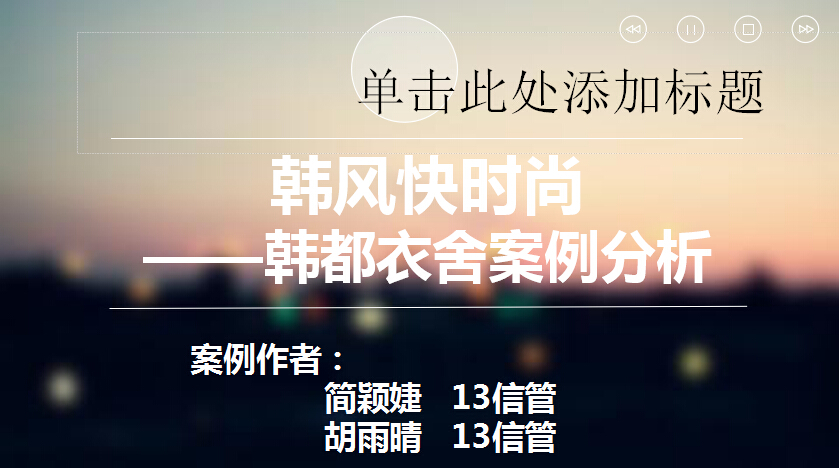 单击此处添加标题
韩风快时尚
——韩都衣舍案例分析
案例作者：
简颖婕 13信管
胡雨晴 13信管